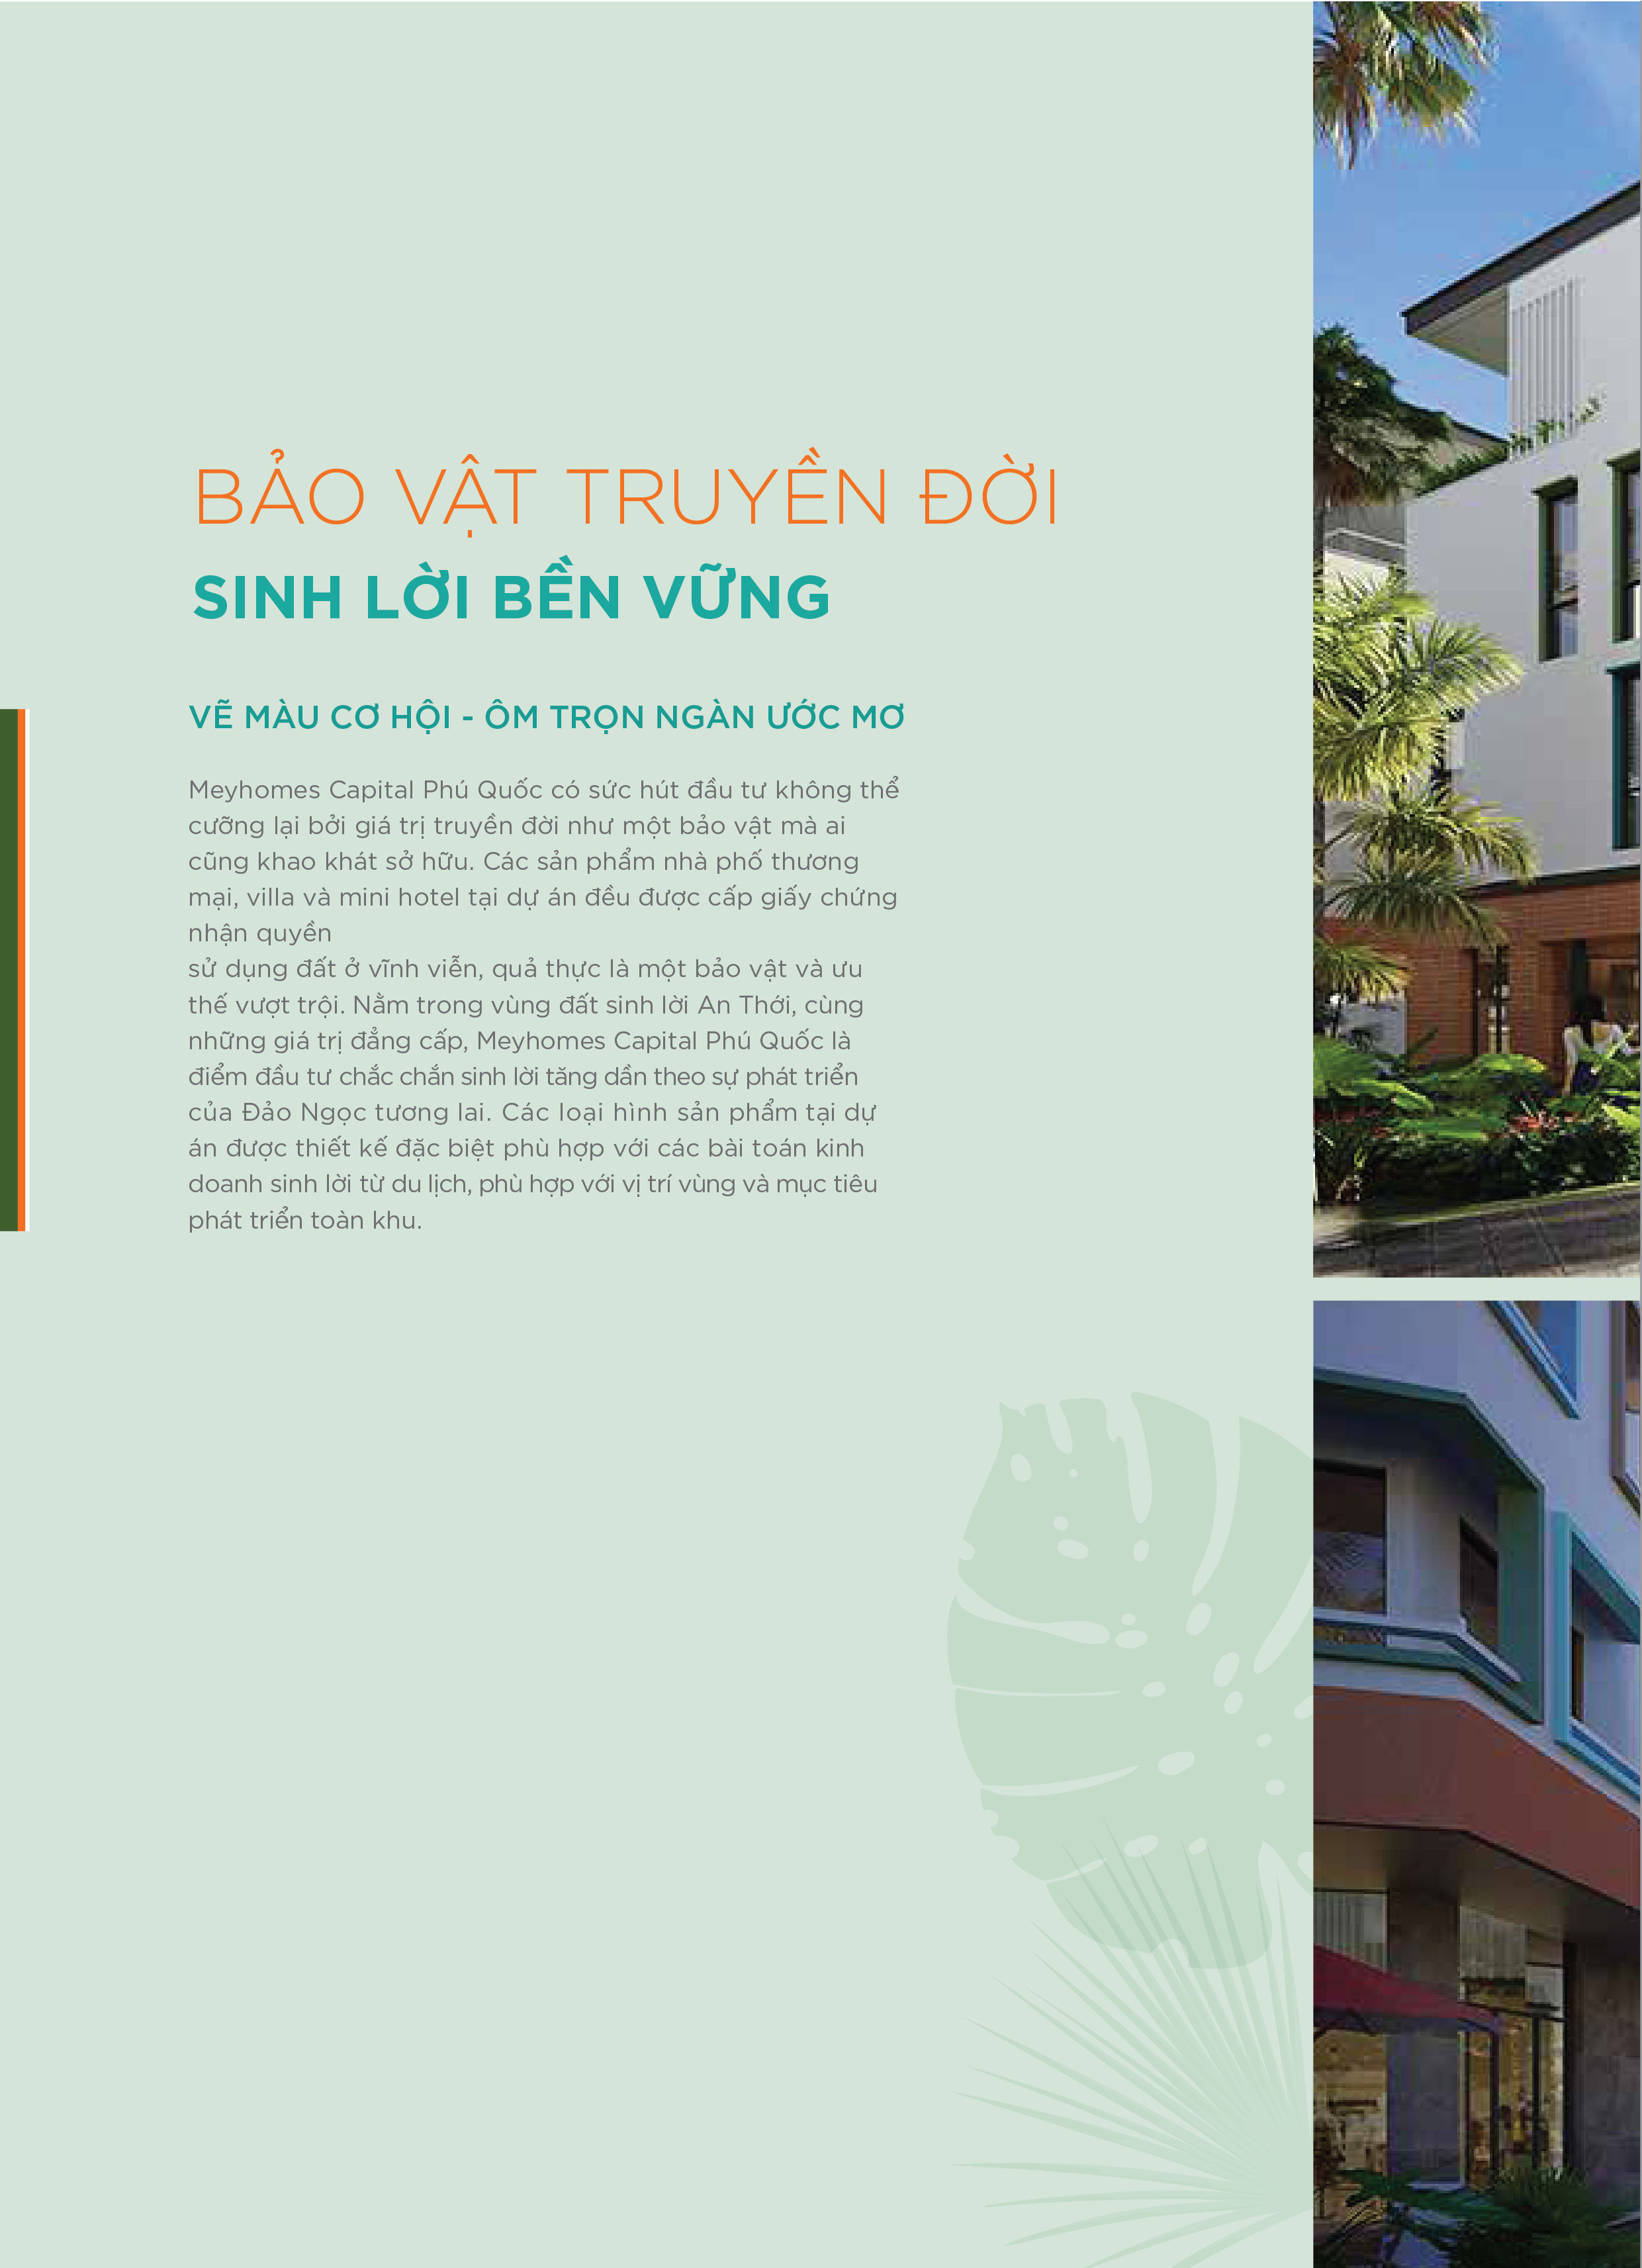 BẢO VẬT TRUYỀN ĐỜI
SINH LỜI BỀN VỮNG
VẼ MÀU CƠ HỘI - ÔM TRỌN NGÀN ƯỚC MƠ
Meyhomes Capital Phú Quốc có sức hút đầu tư không thể
cưỡng lại bởi giá trị truyền đời như một bảo vật mà ai
cũng khao khát sở hữu. Các sản phẩm nhà phố thương
mại, villa và mini hotel tại dự án đều được cấp giấy chứng
nhận quyền
sử dụng đất ở vĩnh viễn, quả thực là một bảo vật và ưu
thế vượt trội. Nằm trong vùng đất sinh lời An Thới, cùng
những giá trị đẳng cấp, Meyhomes Capital Phú Quốc là
điểm đầu tư chắc chắn sinh lời tăng dần theo sự phát triển
của Đảo Ngọc tương lai. Các loại hình sản phẩm tại dự
án được thiết kế đặc biệt phù hợp với các bài toán kinh
doanh sinh lời từ du lịch, phù hợp với vị trí vùng và mục tiêu
phát triển toàn khu.